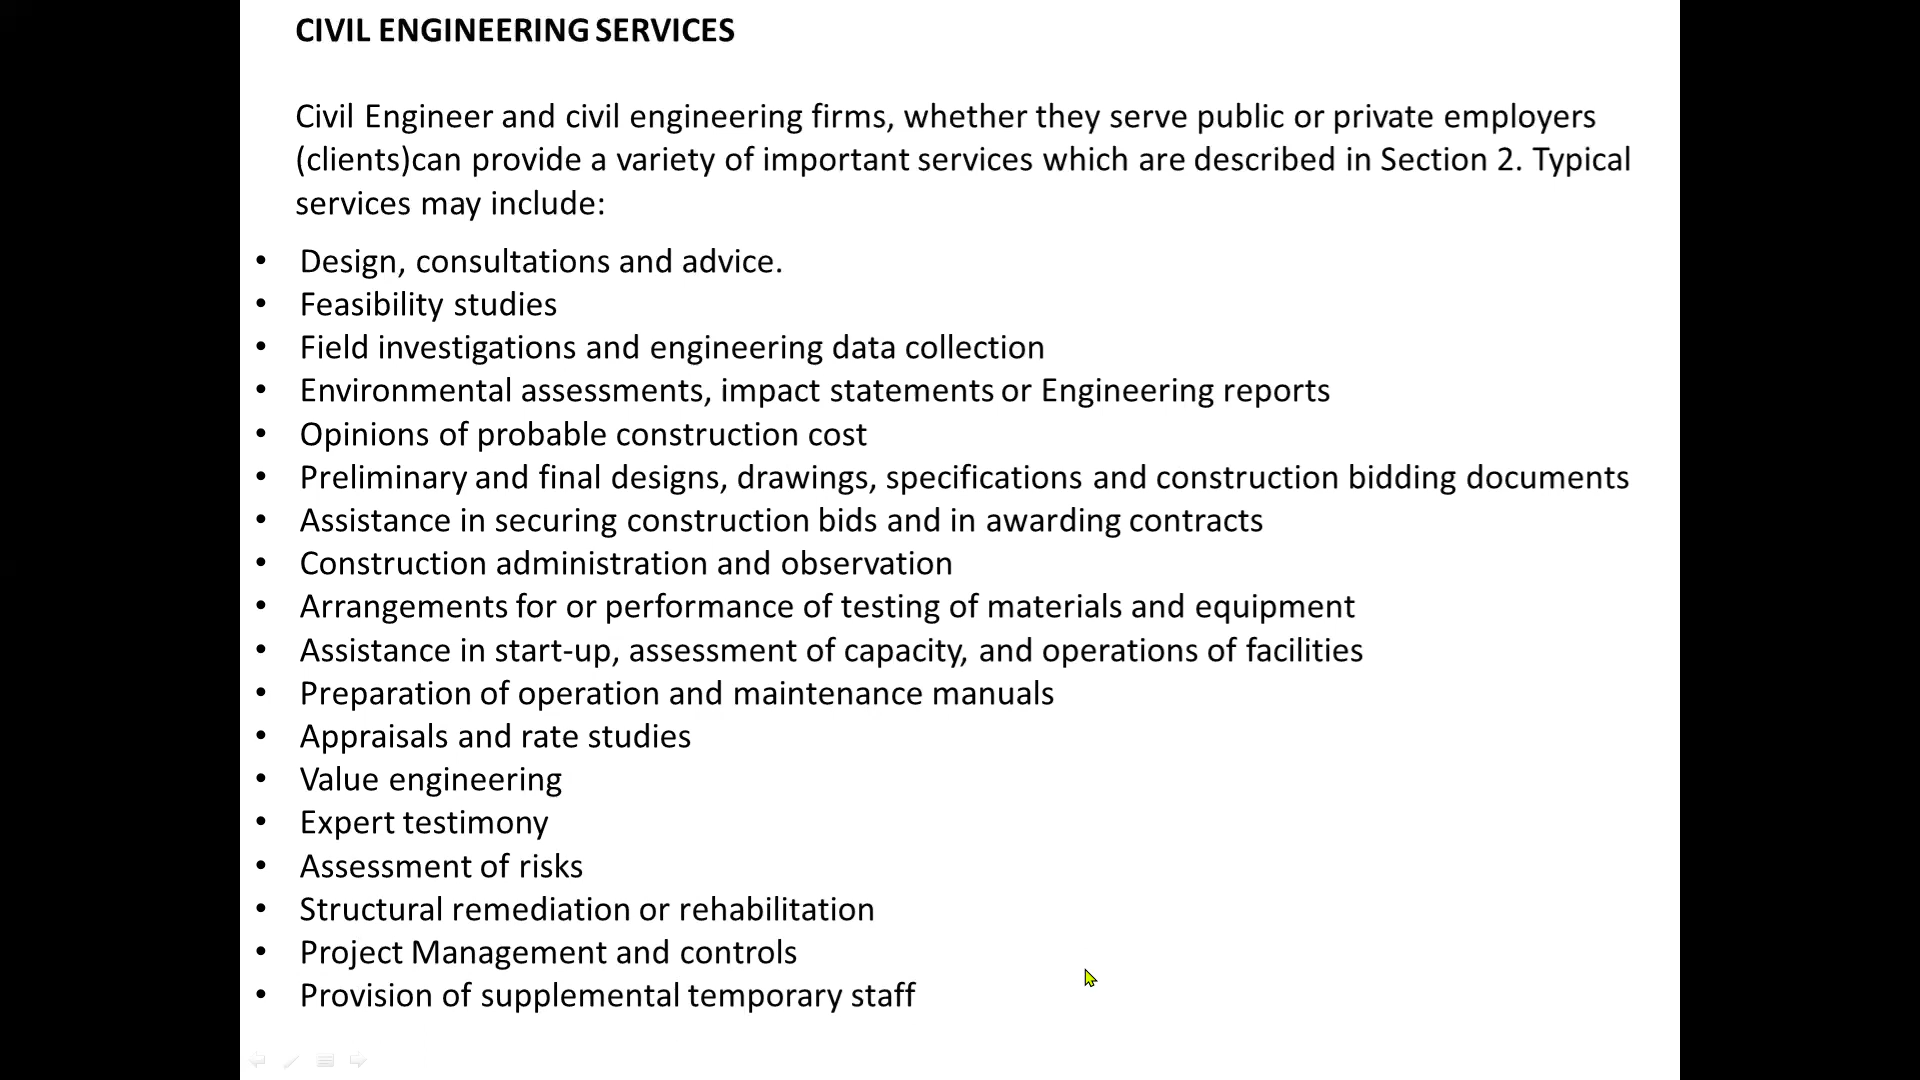 CIVIL ENGINEERING SERVICES
Civil Engineer and civil engineering firms, whether they serve public or private employers
(clients)can provide a variety of important services which are described in Section 2. Typical
services may include:
• Design, consultations and advice.
• Feasibility studies
• Field investigations and engineering data collection
• Environmental assessments, impact statements or Engineering reports
• Opinions of probable construction cost
• Preliminary and final designs, drawings, specifications and construction bidding documents
• Assistance in securing construction bids and in awarding contracts
• Construction administration and observation
• Arrangements for or performance of testing of materials and equipment
• Assistance in start-up, assessment of capacity, and operations of facilities
• Preparation of operation and maintenance manuals
• Appraisals and rate studies
• Value engineering
• Expert testimony
• Assessment of risks
• Structural remediation or rehabilitation
• Project Management and controls
• Provision of supplemental temporary staff